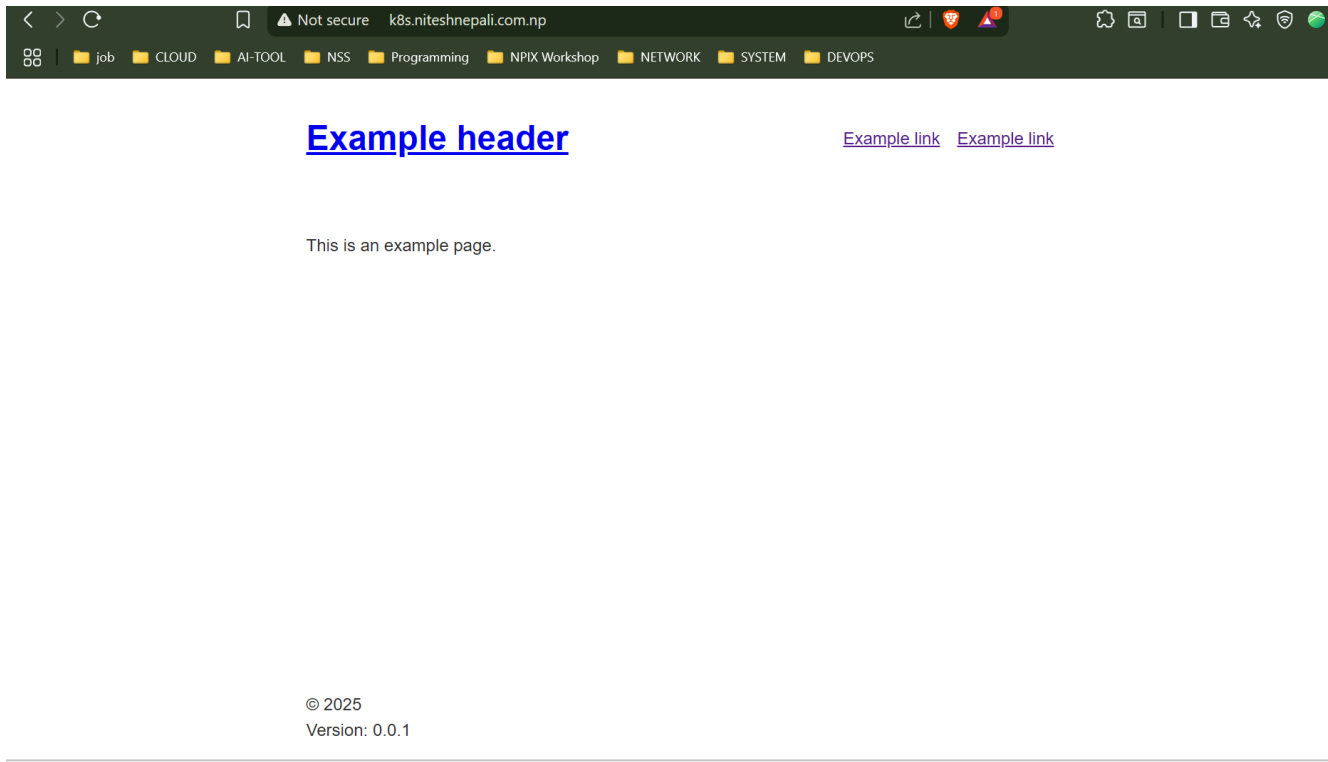 Not secure k8s.niteshnepali.com.np 1
job CLOUD AI-TOOL NSS Programming NPIX Workshop NETWORK SYSTEM DEVOPS
Example header Example link Example link
This is an example page.
© 2025
Version: 0.0.1